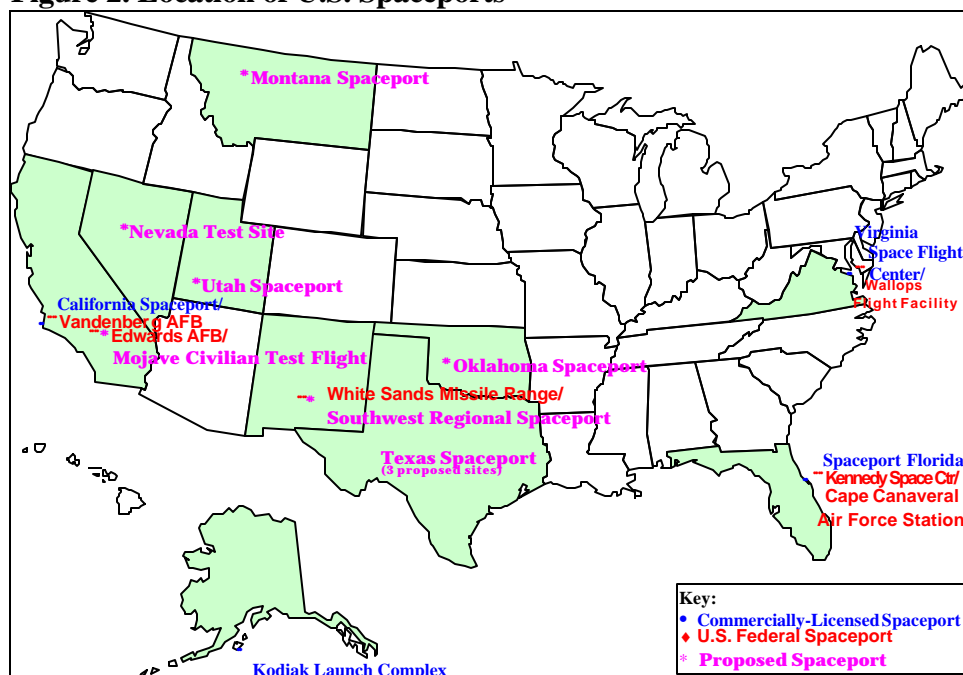 Figure 2. Location of U.S. Spaceports
*Montana Spaceport
*Nevada Test Site
*Utah Spaceport
California Spaceport/
Vandenberg AFB
*Edwards AFB/
Mojave Civilian Test Flight
*Oklahoma Spaceport
*White Sands Missile Range/
Southwest Regional Spaceport
Texas Spaceport
(3 proposed sites)
Virginia
Space Flight
Center/
Wallops
Flight Facility
Spaceport Florida
Kennedy Space Ctr/
Cape Canaveral
Air Force Station
Kodiak Launch Complex
Key:
• Commercially-Licensed Spaceport
♦ U.S. Federal Spaceport
* Proposed Spaceport